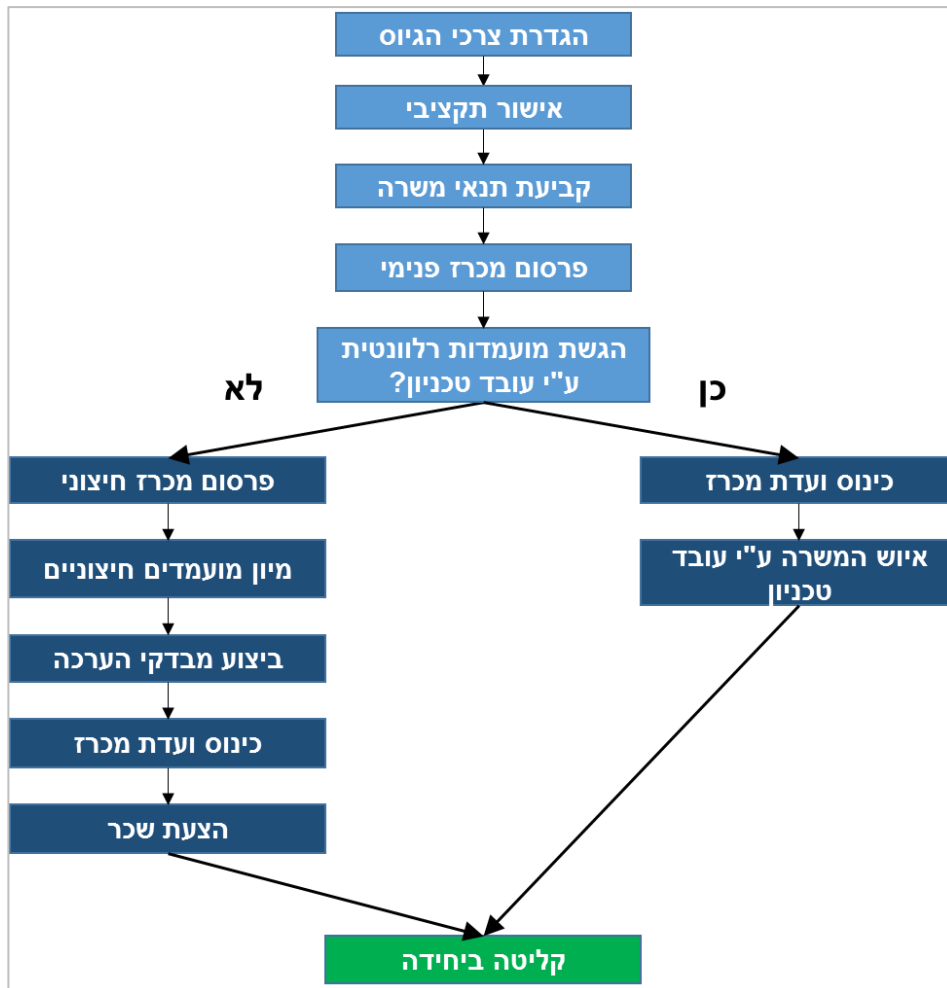 הגדרת צרכי הגיוס
אישור תקציבי
קביעת תנאי משרה
פרסום מכרז פנימי
הגשת מועמדות רלוונטית
ע"י עובד טכניון?
כן
לא
כינוס ועדת מכרז
איוש המשרה ע"י עובד
טכניון
פרסום מכרז חיצוני
מיון מועמדים חיצוניים
ביצוע מבדקי הערכה
כינוס ועדת מכרז
הצעת שכר
קליטה ביחידה